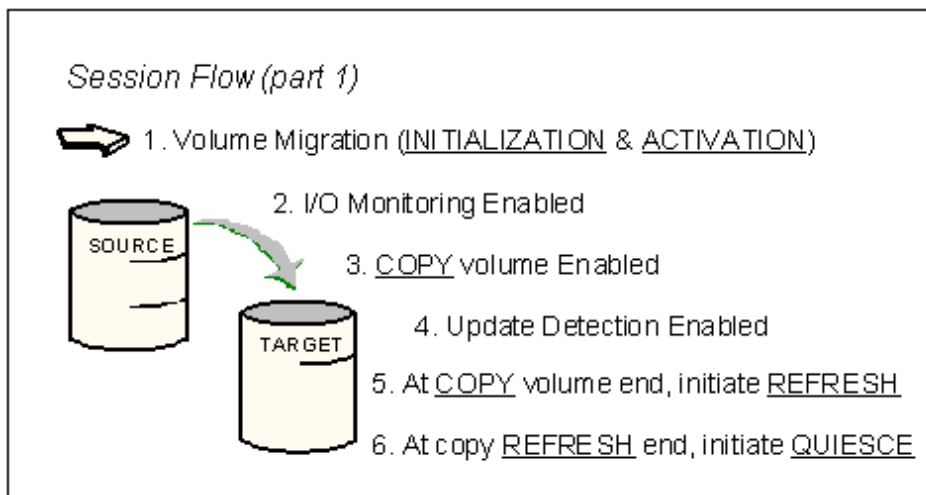 Session Flow (part 1)
1. Volume Migration (INITIALIZATION & ACTIVATION)
2. I/O Monitoring Enabled
SOURCE
3. COPY volume Enabled
4. Update Detection Enabled
TARGET
5. At COPY volume end, initiate REFRESH
6. At copy REFRESH end, initiate QUIESCE